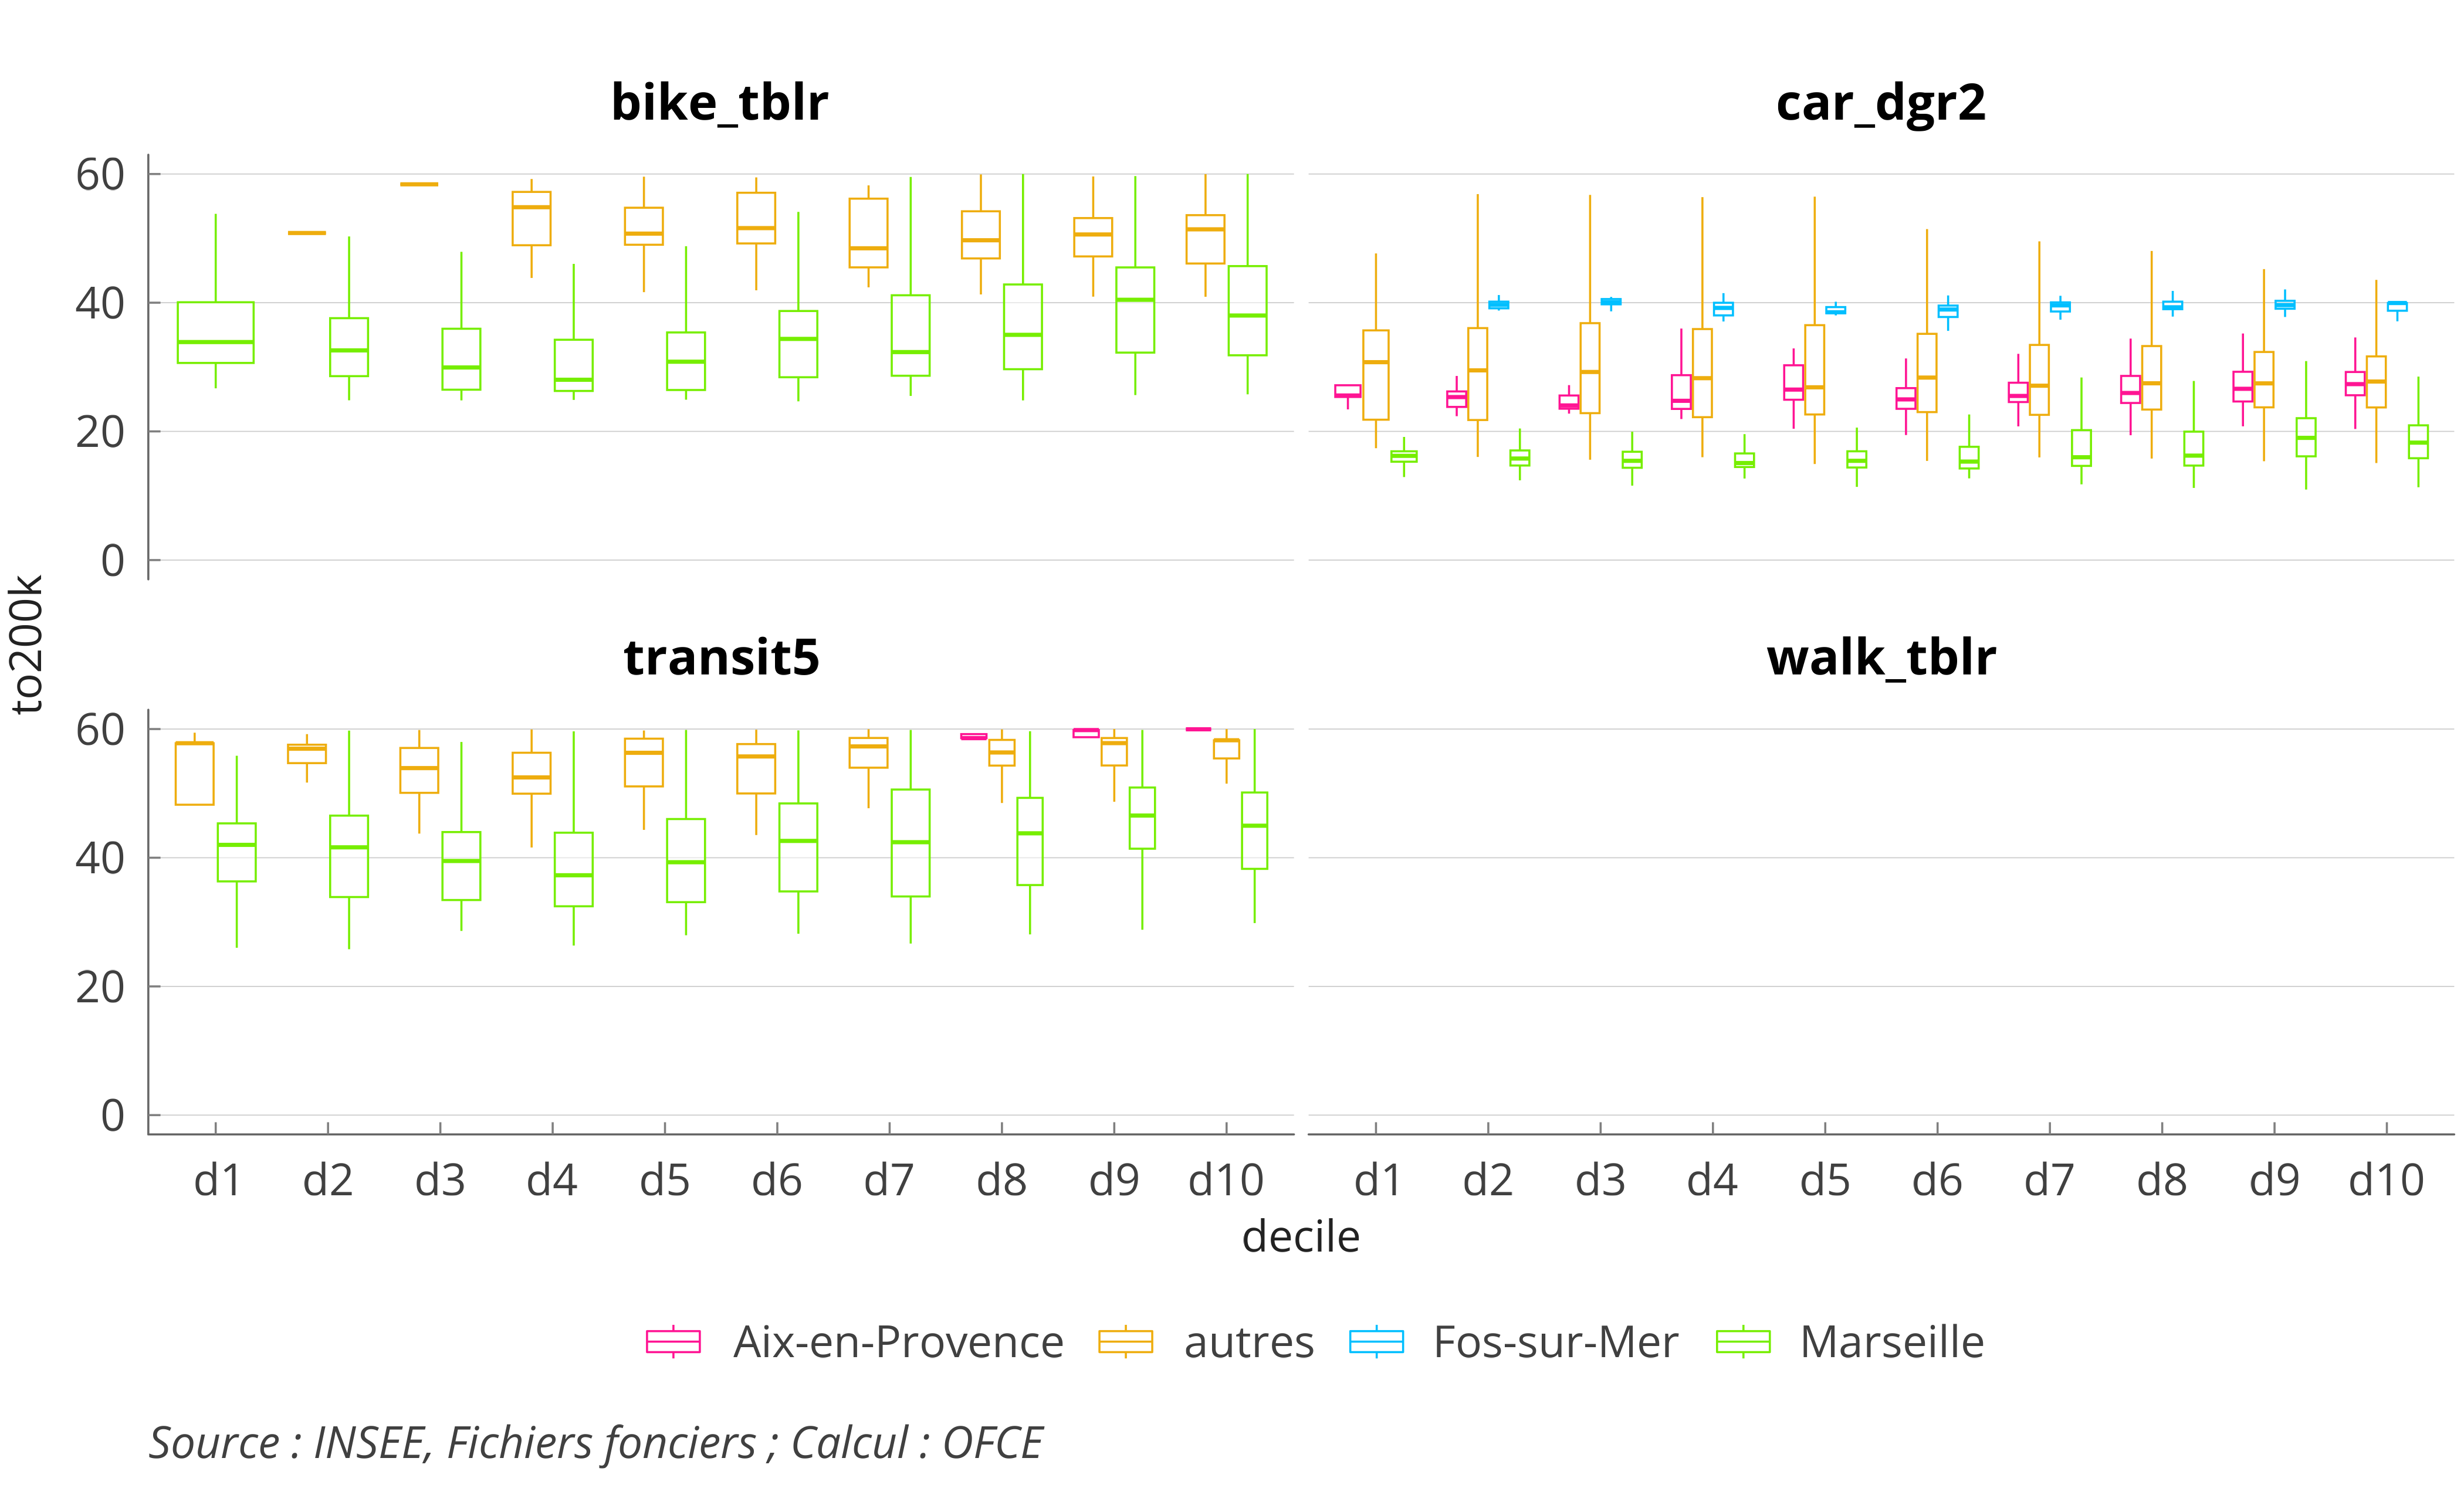 bike_tblr
car_dgr2
60
40
20
0
to200k
transit5
walk_tblr
60
40
20
0
d1 d2 d3 d4 d5 d6 d7 d8 d9 d10
d1 d2 d3 d4 d5 d6 d7 d8 d9 d10
decile
Aix-en-Provence autres Fos-sur-Mer Marseille
Source : INSEE, Fichiers fonciers ; Calcul : OFCE